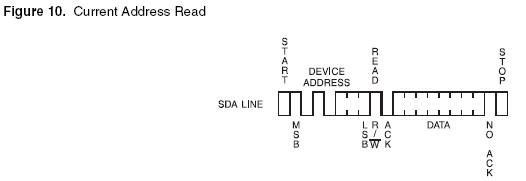 Figure 10. Current Address Read
START
DEVICE
ADDRESS
READ
STOP
SDA LINE
MSB
LSB
R/W
ACK
DATA
NO ACK